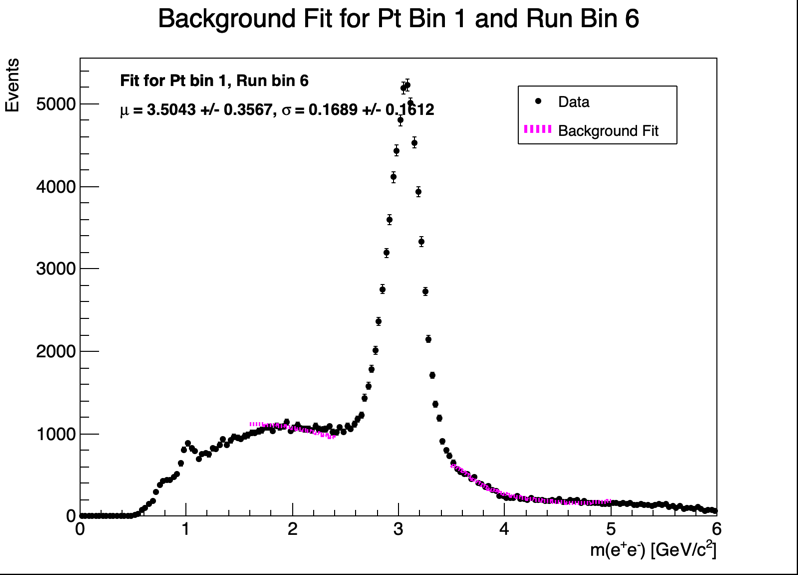 Background Fit for Pt Bin 1 and Run Bin 6
Events
Fit for Pt bin 1, Run bin 6
μ = 3.5043 +/- 0.3567, σ = 0.1689 +/- 0.1612
Data
Background Fit
5000
4000
3000
2000
1000
0
0 1 2 3 4 5 6
m(e⁺e⁻) [GeV/c²]